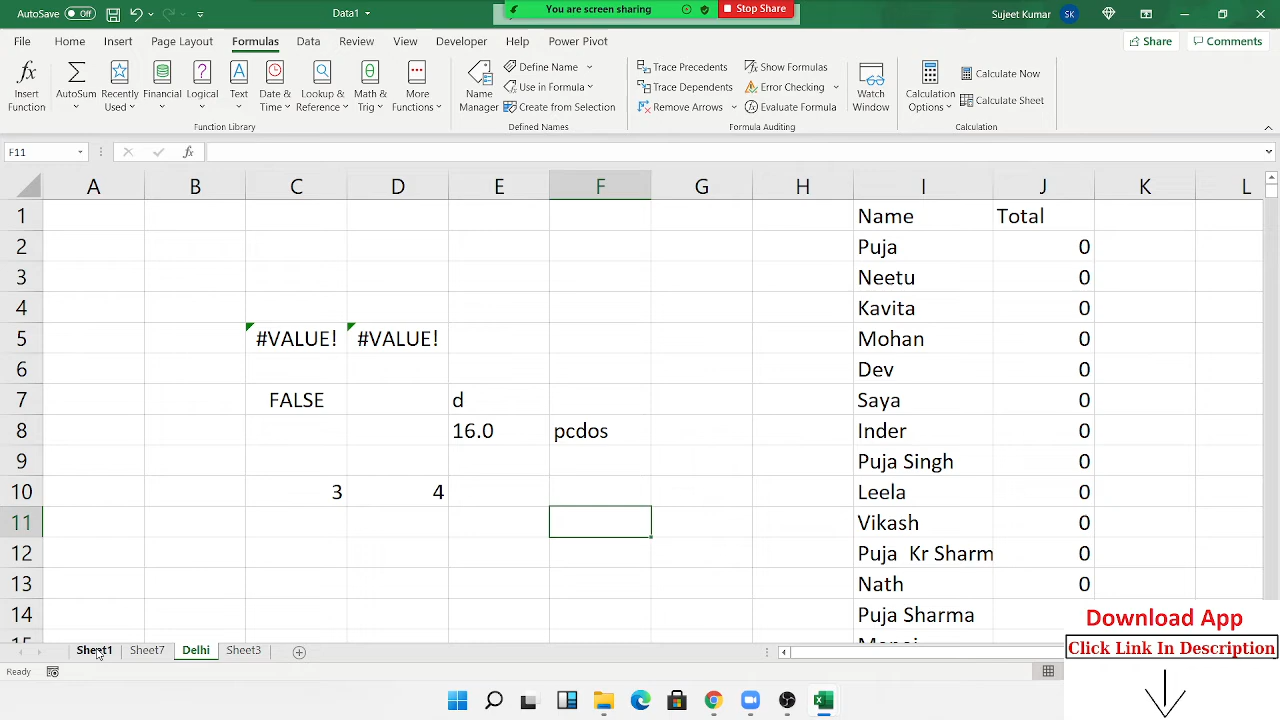 AutoSave Off Data1 You are screen sharing Stop Share Sujeet Kumar SK
File Home Insert Page Layout Formulas Data Review View Developer Help Power Pivot Share Comments
Insert Function AutoSum Recently Used Financial Logical Text Date & Time Lookup & Reference Math & Trig More Functions Name Manager Define Name Use in Formula Create from Selection Trace Precedents Trace Dependents Remove Arrows Show Formulas Error Checking Evaluate Formula Watch Window Calculation Options Calculate Now Calculate Sheet
Function Library Defined Names Formula Auditing Calculation
F11 fx
A B C D E F G H I J K L
1 Name Total
2 Puja 0
3 Neetu 0
4 Kavita 0
5 #VALUE! #VALUE! Mohan 0
6 Dev 0
7 FALSE d Saya 0
8 16.0 pcdos Inder 0
9 Puja Singh 0
10 3 4 Leela 0
11 Vikash 0
12 Puja Kr Sharm 0
13 Nath 0
14 Puja Sharma
Download App
Click Link In Description
Sheet1 Sheet7 Delhi Sheet3
Ready